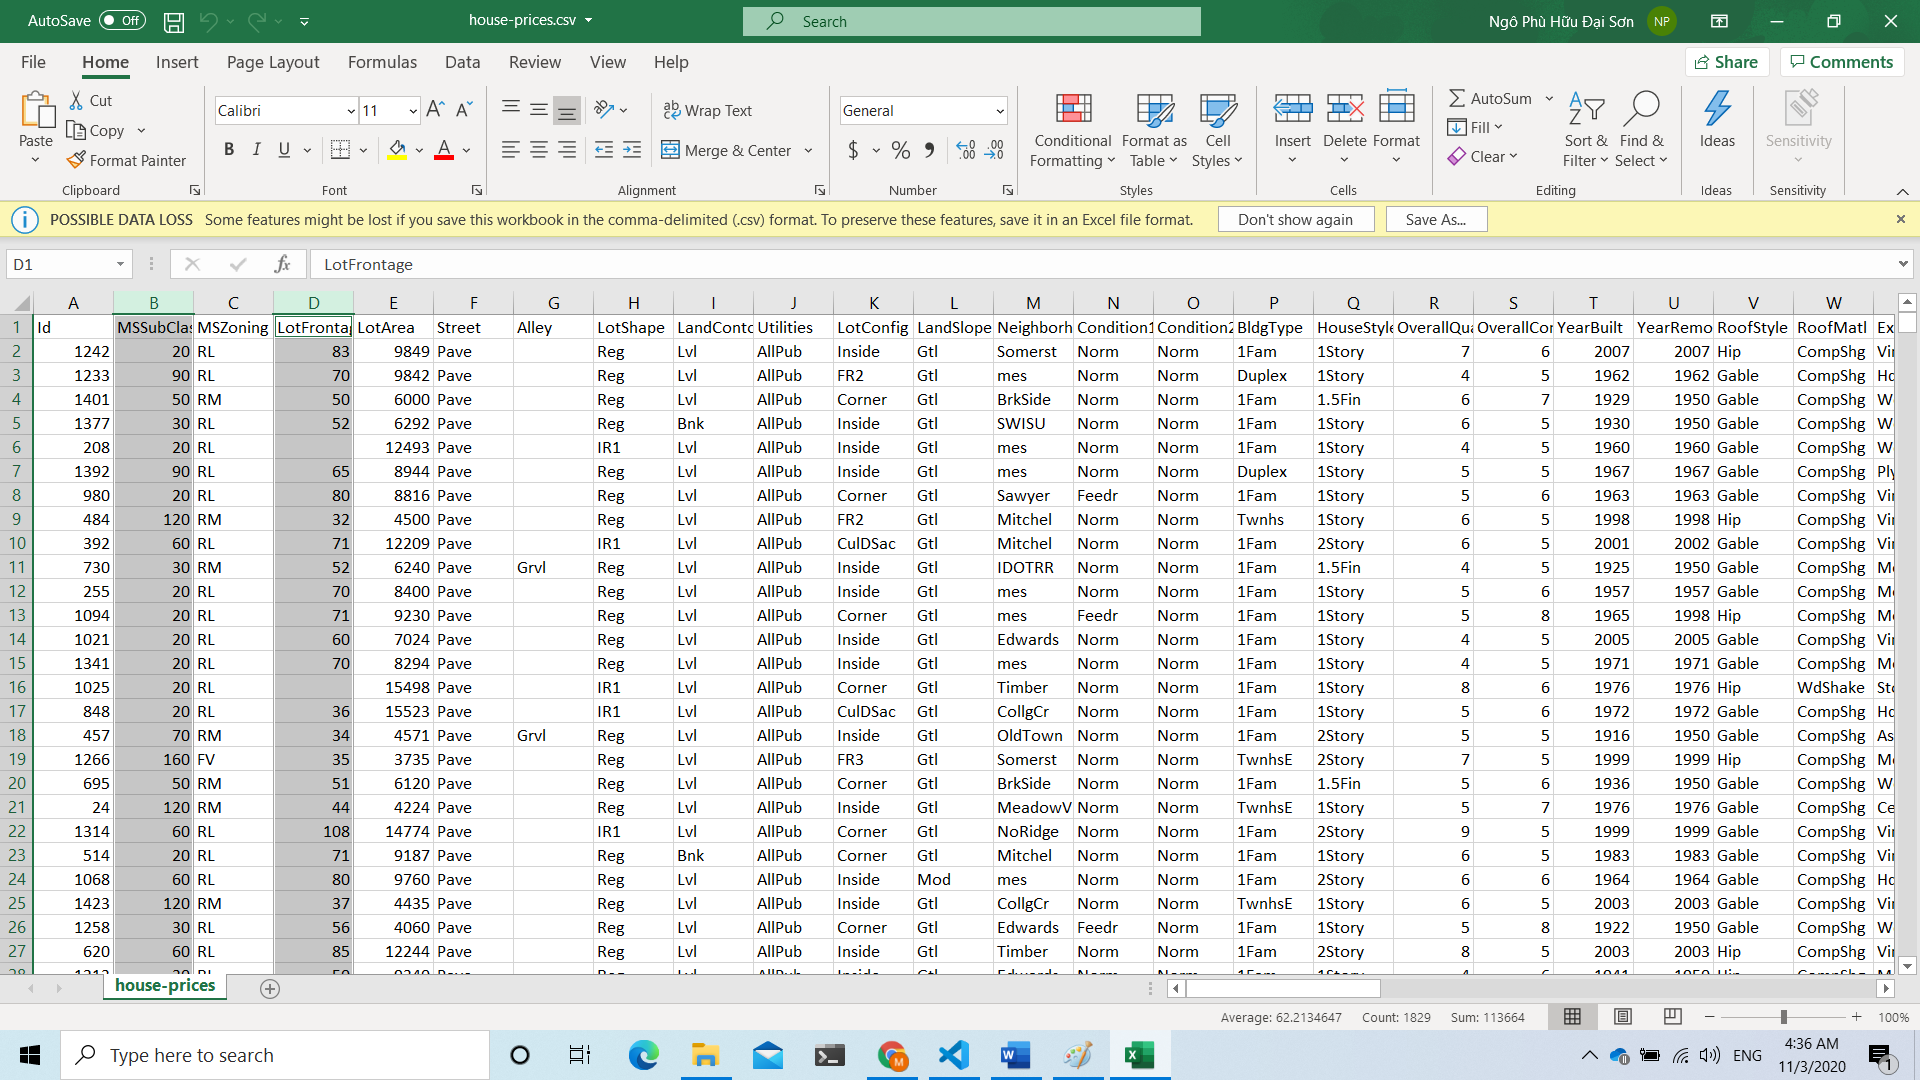 AutoSave Off house-prices.csv Search Ngô Phù Hữu Đại Sơn NP
File Home Insert Page Layout Formulas Data Review View Help Share Comments
Paste Cut Copy Format Painter Clipboard
Calibri 11 B I U A Font
Wrap Text Merge & Center Alignment
General $ % Number
Conditional Formatting Format as Table Cell Styles Styles
Insert Delete Format Cells
AutoSum Fill Clear Sort & Filter Find & Select Editing
Ideas Ideas Sensitivity Sensitivity
POSSIBLE DATA LOSS Some features might be lost if you save this workbook in the comma-delimited (.csv) format. To preserve these features, save it in an Excel file format. Don't show again Save As...
D1 fx LotFrontage
A B C D E F G H I J K L M N O P Q R S T U V W
1 Id MSSubClas MSZoning LotFrontag LotArea Street Alley LotShape LandConto Utilities LotConfig LandSlope Neighborh Condition1 Condition2 BldgType HouseStyle OverallQua OverallCon YearBuilt YearRemo RoofStyle RoofMatl Ex
2 1242 20 RL 83 9849 Pave Reg Lvl AllPub Inside Gtl Somerst Norm Norm 1Fam 1Story 7 6 2007 2007 Hip CompShg Vi
3 1233 90 RL 70 9842 Pave Reg Lvl AllPub FR2 Gtl mes Norm Norm Duplex 1Story 4 5 1962 1962 Gable CompShg Hd
4 1401 50 RM 50 6000 Pave Reg Lvl AllPub Corner Gtl BrkSide Norm Norm 1Fam 1.5Fin 6 7 1929 1950 Gable CompShg W
5 1377 30 RL 52 6292 Pave Reg Bnk AllPub Inside Gtl SWISU Norm Norm 1Fam 1Story 6 5 1930 1950 Gable CompShg W
6 208 20 RL 12493 Pave IR1 Lvl AllPub Inside Gtl mes Norm Norm 1Fam 1Story 4 5 1960 1960 Gable CompShg W
7 1392 90 RL 65 8944 Pave Reg Lvl AllPub Inside Gtl mes Norm Norm Duplex 1Story 5 5 1967 1967 Gable CompShg Ply
8 980 20 RL 80 8816 Pave Reg Lvl AllPub Corner Gtl Sawyer Feedr Norm 1Fam 1Story 5 6 1963 1963 Gable CompShg Vi
9 484 120 RM 32 4500 Pave Reg Lvl AllPub FR2 Gtl Mitchel Norm Norm Twnhs 1Story 6 5 1998 1998 Hip CompShg Vi
10 392 60 RL 71 12209 Pave IR1 Lvl AllPub CulDSac Gtl Mitchel Norm Norm 1Fam 2Story 6 5 2001 2002 Gable CompShg Vi
11 730 30 RM 52 6240 Pave Grvl Reg Lvl AllPub Inside Gtl IDOTRR Norm Norm 1Fam 1.5Fin 4 5 1925 1950 Gable CompShg M
12 255 20 RL 70 8400 Pave Reg Lvl AllPub Inside Gtl mes Norm Norm 1Fam 1Story 5 6 1957 1957 Gable CompShg M
13 1094 20 RL 71 9230 Pave Reg Lvl AllPub Corner Gtl mes Feedr Norm 1Fam 1Story 5 8 1965 1998 Hip CompShg M
14 1021 20 RL 60 7024 Pave Reg Lvl AllPub Inside Gtl Edwards Norm Norm 1Fam 1Story 4 5 2005 2005 Gable CompShg Vi
15 1341 20 RL 70 8294 Pave Reg Lvl AllPub Inside Gtl mes Norm Norm 1Fam 1Story 4 5 1971 1971 Gable CompShg M
16 1025 20 RL 15498 Pave IR1 Lvl AllPub Corner Gtl Timber Norm Norm 1Fam 1Story 8 6 1976 1976 Hip WdShake Sto
17 848 20 RL 36 15523 Pave IR1 Lvl AllPub CulDSac Gtl CollgCr Norm Norm 1Fam 1Story 5 6 1972 1972 Gable CompShg Hd
18 457 70 RM 34 4571 Pave Grvl Reg Lvl AllPub Inside Gtl OldTown Norm Norm 1Fam 2Story 5 5 1916 1950 Gable CompShg As
19 1266 160 FV 35 3735 Pave Reg Lvl AllPub FR3 Gtl Somerst Norm Norm TwnhsE 2Story 7 5 1999 1999 Hip CompShg M
20 695 50 RM 51 6120 Pave Reg Lvl AllPub Corner Gtl BrkSide Norm Norm 1Fam 1.5Fin 5 6 1936 1950 Gable CompShg W
21 24 120 RM 44 4224 Pave Reg Lvl AllPub Inside Gtl MeadowV Norm Norm TwnhsE 1Story 5 7 1976 1976 Gable CompShg Ce
22 1314 60 RL 108 14774 Pave IR1 Lvl AllPub Corner Gtl NoRidge Norm Norm 1Fam 2Story 9 5 1999 1999 Gable CompShg Vi
23 514 20 RL 71 9187 Pave Reg Bnk AllPub Corner Gtl Mitchel Norm Norm 1Fam 1Story 6 5 1983 1983 Gable CompShg Vi
24 1068 60 RL 80 9760 Pave Reg Lvl AllPub Inside Gtl Mod mes Norm Norm 1Fam 2Story 6 6 1964 1964 Gable CompShg Hd
25 1423 120 RM 37 4435 Pave Reg Lvl AllPub Inside Gtl CollgCr Norm Norm TwnhsE 1Story 6 5 2003 2003 Gable CompShg Vi
26 1258 30 RL 56 4060 Pave Reg Lvl AllPub Corner Gtl Edwards Feedr Norm 1Fam 1Story 5 8 1922 1950 Gable CompShg W
27 620 60 RL 85 12244 Pave Reg Lvl AllPub Inside Gtl Timber Norm Norm 1Fam 2Story 8 5 2003 2003 Hip CompShg Vi
house-prices
Average: 62.2134647 Count: 1829 Sum: 113664 100%
Type here to search ENG 4:36 AM
11/3/2020 1